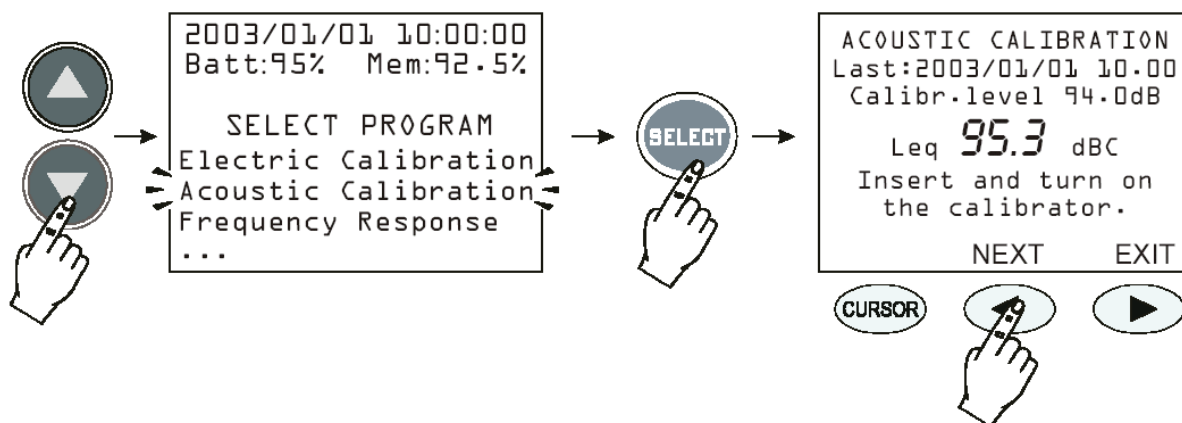 2003/01/01 10:00:00
Batt:95% Mem:92.5%
SELECT PROGRAM
Electric Calibration
Acoustic Calibration
Frequency Response
...
SELECT
ACOUSTIC CALIBRATION
Last:2003/01/01 10.00
Calibr.level 94.0dB
Leq 95.3 dBC
Insert and turn on
the calibrator.
NEXT EXIT
CURSOR